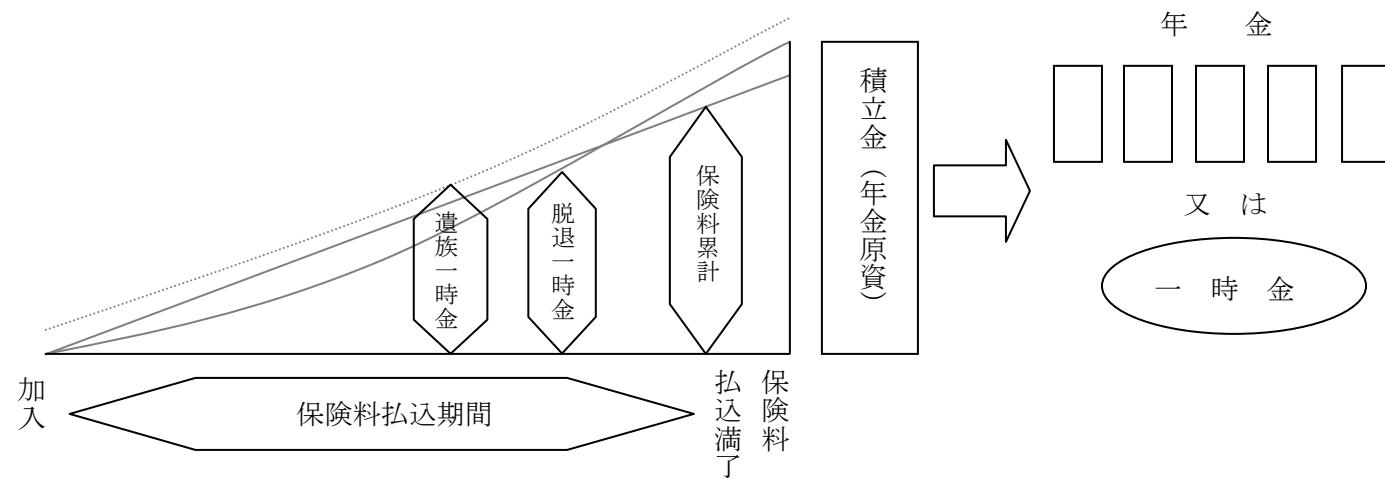 年 金
積立金（年金原資）
又 は
一 時 金
遺族一時金
脱退一時金
保険料累計
加入
保険料払込期間
保険料
払込満了